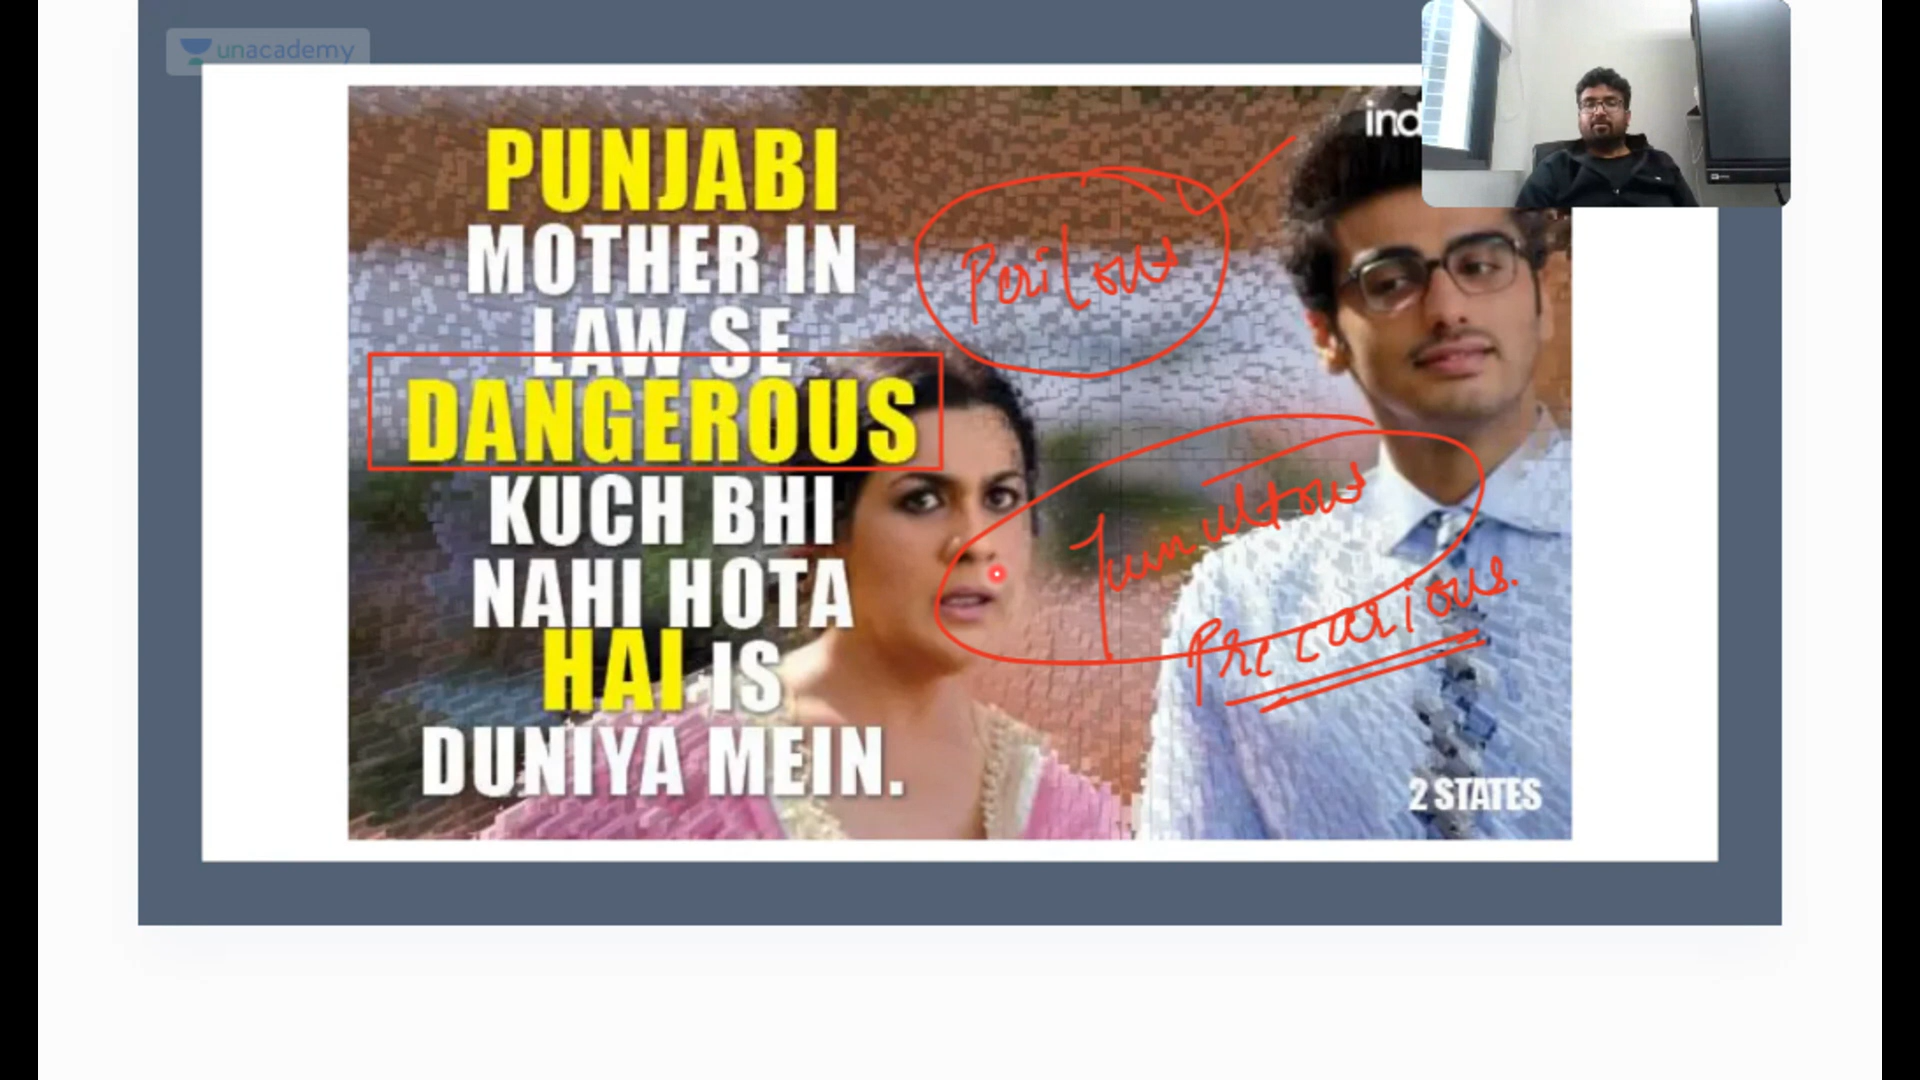 unacademy
ind
PUNJABI
MOTHER IN
LAW SE
DANGEROUS
KUCH BHI
NAHI HOTA
HAI IS
DUNIYA MEIN.
Perilous
Tumultous
Precarious.
2 STATES